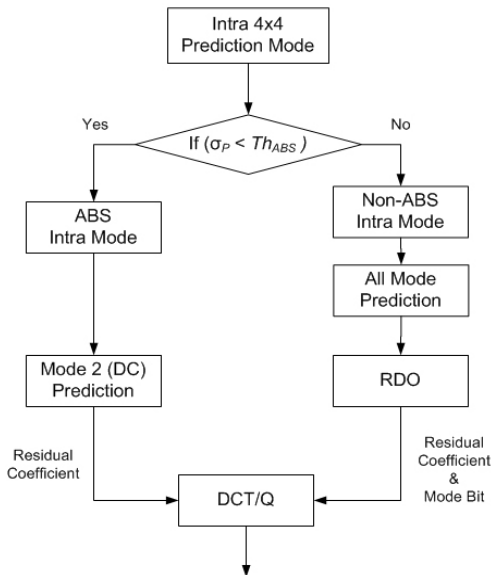 Intra 4x4
Prediction Mode
Yes
No
If (σP < ThABS )
ABS
Intra Mode
Non-ABS
Intra Mode
All Mode
Prediction
Mode 2 (DC)
Prediction
RDO
Residual
Coefficient
Residual
Coefficient
&
Mode Bit
DCT/Q